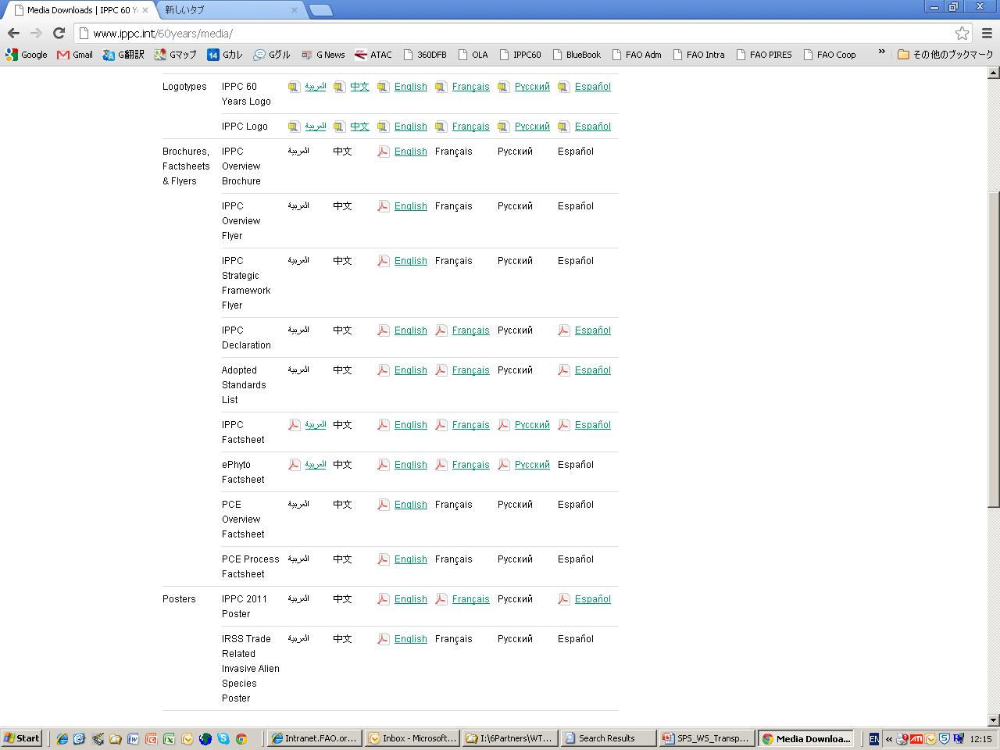 Media Downloads | IPPC 60 Y
新しいタブ
www.ippc.int/60years/media/
Google Gmail G翻訳 Gマップ Gカレ Gグル G News ATAC 360DFB OLA IPPC60 BlueBook FAO Adm FAO Intra FAO PIRES FAO Coop » その他のブックマーク
Logotypes IPPC 60 العربية 中文 English Français Русский Español
Years Logo
IPPC Logo العربية 中文 English Français Русский Español
Brochures, IPPC العربية 中文 English Français Русский Español
Factsheets Overview
& Flyers Brochure
IPPC العربية 中文 English Français Русский Español
Overview
Flyer
IPPC العربية 中文 English Français Русский Español
Strategic
Framework
Flyer
IPPC العربية 中文 English Français Русский Español
Declaration
Adopted العربية 中文 English Français Русский Español
Standards
List
IPPC العربية 中文 English Français Русский Español
Factsheet
ePhyto العربية 中文 English Français Русский Español
Factsheet
PCE العربية 中文 English Français Русский Español
Overview
Factsheet
PCE Process العربية 中文 English Français Русский Español
Factsheet
Posters IPPC 2011 العربية 中文 English Français Русский Español
Poster
IRSS Trade العربية 中文 English Français Русский Español
Related
Invasive Alien
Species
Poster
Start Intranet.FAO.or... Inbox - Microsoft... I:\6Partners\WT... Search Results SPS_WS_Transp... Media Downloa... EN « ATI 12:15